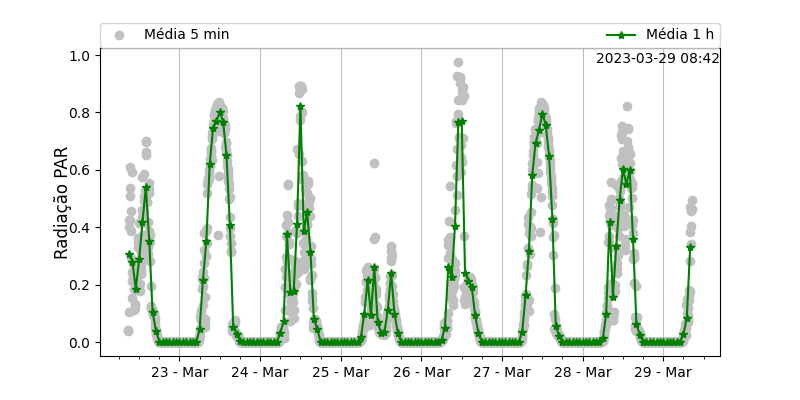 Média 5 min
Média 1 h
2023-03-29 08:42
Radiação PAR
1.0
0.8
0.6
0.4
0.2
0.0
23 - Mar
24 - Mar
25 - Mar
26 - Mar
27 - Mar
28 - Mar
29 - Mar